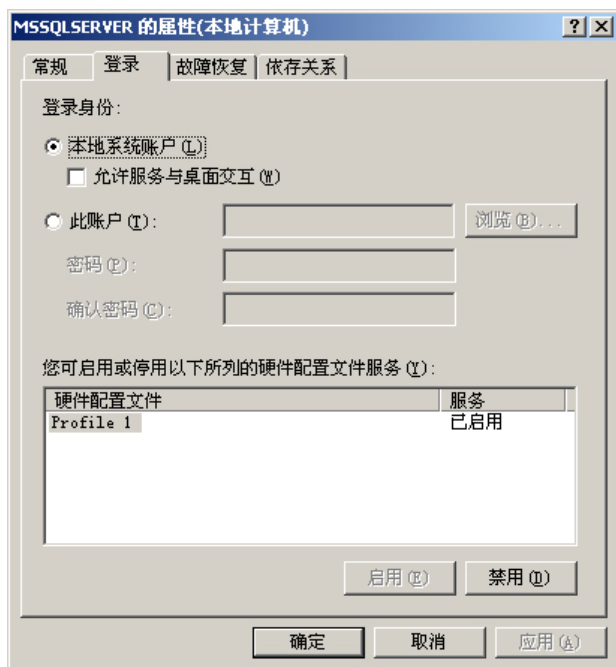 MSSQLSERVER 的属性(本地计算机)
常规 登录 故障恢复 依存关系
登录身份:
本地系统账户(L)
允许服务与桌面交互(W)
此账户(T): 浏览(B)...
密码(P):
确认密码(C):
您可启用或停用以下所列的硬件配置文件服务(Y):
硬件配置文件 服务
Profile 1 已启用
启用(E) 禁用(D)
确定 取消 应用(A)